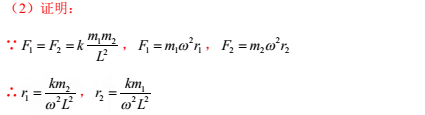 （2）证明：
∵ F₁ = F₂ = k m₁m₂/L²， F₁ = m₁ω²r₁， F₂ = m₂ω²r₂
∴ r₁ = km₂/ω²L²， r₂ = km₁/ω²L²